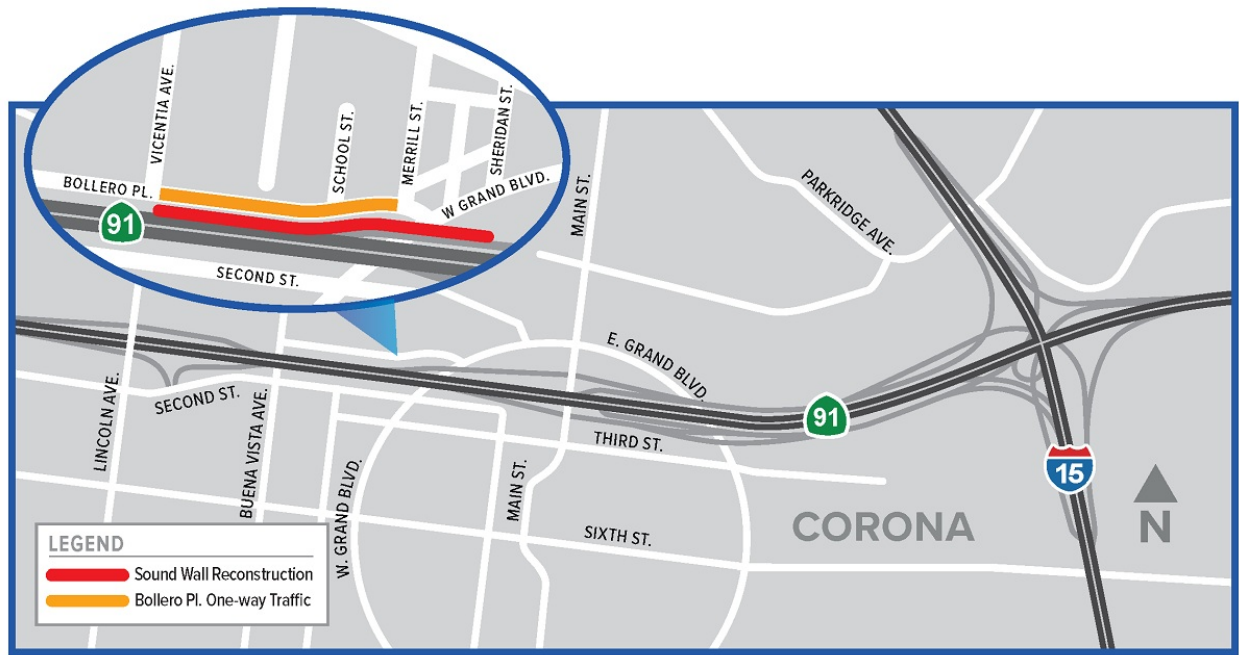 VICENTIA AVE.
SCHOOL ST.
MERRILL ST.
SHERIDAN ST.
BOLLERO PL.
W GRAND BLVD.
91
SECOND ST.
MAIN ST.
PARKRIDGE AVE.
E. GRAND BLVD.
LINCOLN AVE.
SECOND ST.
BUENA VISTA AVE.
91
THIRD ST.
W. GRAND BLVD.
MAIN ST.
15
SIXTH ST.
CORONA
N
LEGEND
Sound Wall Reconstruction
Bollero Pl. One-way Traffic